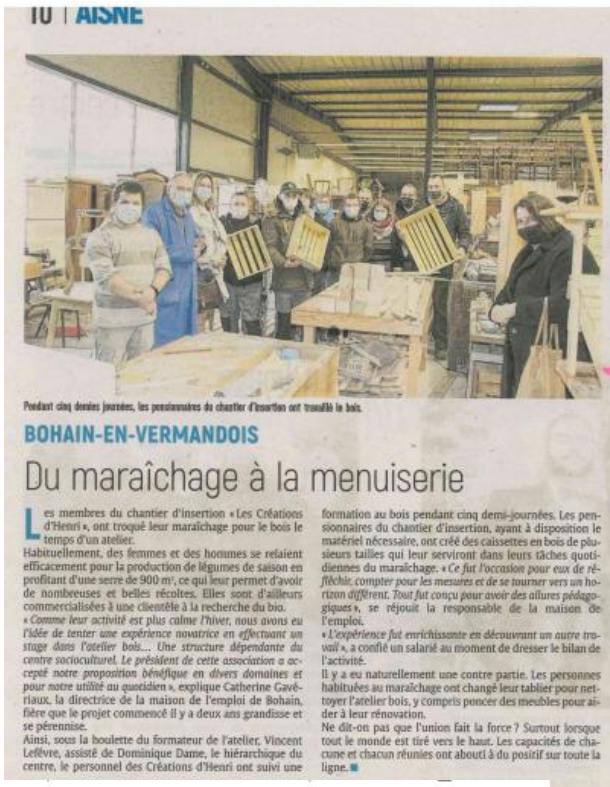 10 | AISNE
Pendant cinq demies journées, les pensionnaires du chantier d'insertion ont travaillé le bois.
BOHAIN-EN-VERMANDOIS
Du maraîchage à la menuiserie
Les membres du chantier d'insertion « Les Créations
d'Henri », ont troqué leur maraîchage pour le bois le
temps d'un atelier.
Habituellement, des femmes et des hommes se relaient
efficacement pour la production de légumes de saison en
profitant d'une serre de 900 m², ce qui leur permet d'avoir
de nombreuses et belles récoltes. Elles sont d'ailleurs
commercialisées à une clientèle à la recherche du bio.
« Comme leur activité est plus calme l'hiver, nous avons eu
l'idée de tenter une expérience novatrice en effectuant un
stage dans l'atelier bois... Une structure dépendante du
centre socioculturel. Le président de cette association a ac-
cepté notre proposition bénéfique en divers domaines et
pour notre utilité au quotidien », explique Catherine Gavé-
riaux, la directrice de la maison de l'emploi de Bohain,
fière que le projet commencé il y a deux ans grandisse et
se pérennise.
Ainsi, sous la houlette du formateur de l'atelier, Vincent
Lefèvre, assisté de Dominique Dame, le hiérarchique du
centre, le personnel des Créations d'Henri ont suivi une
formation au bois pendant cinq demi-journées. Les pen-
sionnaires du chantier d'insertion, ayant à disposition le
matériel nécessaire, ont créé des caissettes en bois de plu-
sieurs tailles qui leur serviront dans leurs tâches quoti-
diennes du maraîchage. « Ce fut l'occasion pour eux de ré-
fléchir, compter pour les mesures et de se tourner vers un ho-
rizon différent. Tout fut conçu pour avoir des allures pédago-
giques », se réjouit la responsable de la maison de
l'emploi.
« L'expérience fut enrichissante en découvrant un autre tra-
vail », a confié un salarié au moment de dresser le bilan de
l'activité.
Il y a eu naturellement une contre partie. Les personnes
habituées au maraîchage ont changé leur tablier pour net-
toyer l'atelier bois, y compris poncer des meubles pour ai-
der à leur rénovation.
Ne dit-on pas que l'union fait la force ? Surtout lorsque
tout le monde est tiré vers le haut. Les capacités de cha-
cune et chacun réunies ont abouti à du positif sur toute la
ligne.